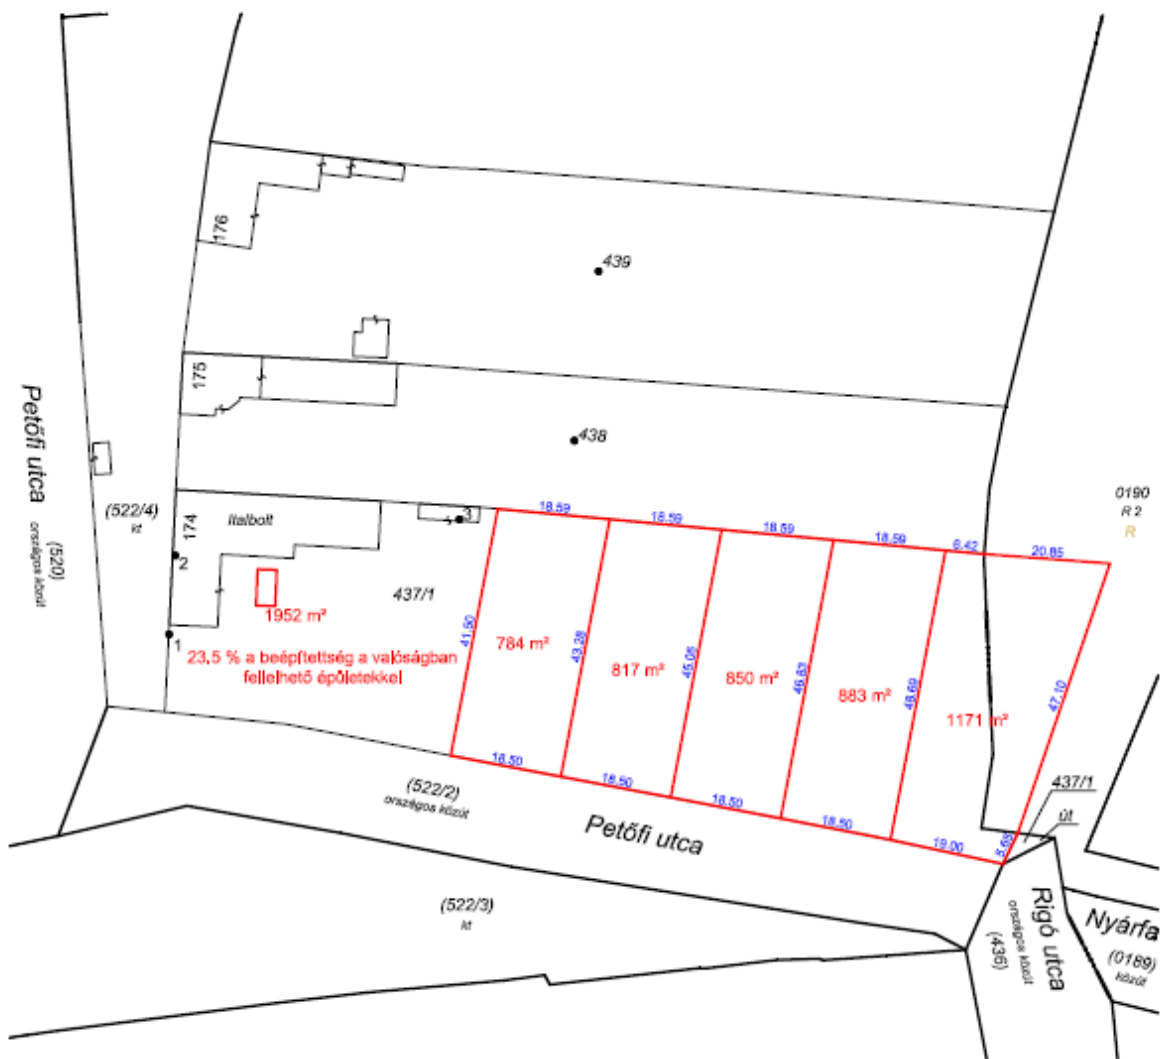 176
439
175
438
Petőfi utca
(520)
országos közút
(522/4)
kt
174
Italbolt
2
1
3
437/1
1952 m²
23,5 % a beépítettség a valóságban
fellelhető épületekkel
18.59
18.59
18.59
18.59
6.42
20.85
0190
R 2
R
41.50
784 m²
43.28
817 m²
45.05
850 m²
46.83
883 m²
48.69
1171 m²
47.10
18.50
18.50
18.50
18.50
19.00
5.65
437/1
út
(522/2)
országos közút
Petőfi utca
(522/3)
kt
Rigó utca
országos közút
(436)
Nyárfa
(0189)
közút